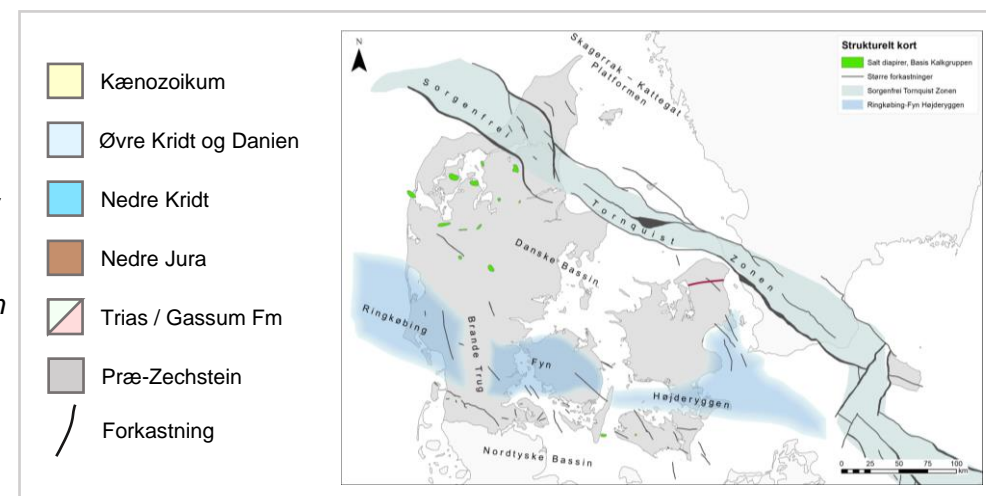 Kænozoikum
Øvre Kridt og Danien
Nedre Kridt
Nedre Jura
Trias / Gassum Fm
Præ-Zechstein
Forkastning
N
Skagerrak – Kattegat
Platformen
Sorgenfrei
Tornquist
Zonen
Danske Bassin
Ringkøbing
Brande Trug
Fyn
Højderyggen
Nordtyske Bassin
Strukturelt kort
Salt diapirer, Basis Kalkgruppen
Større forkastninger
Sorgenfrei Tornquist Zonen
Ringkøbing-Fyn Højderyggen
0 25 50 75 100
km